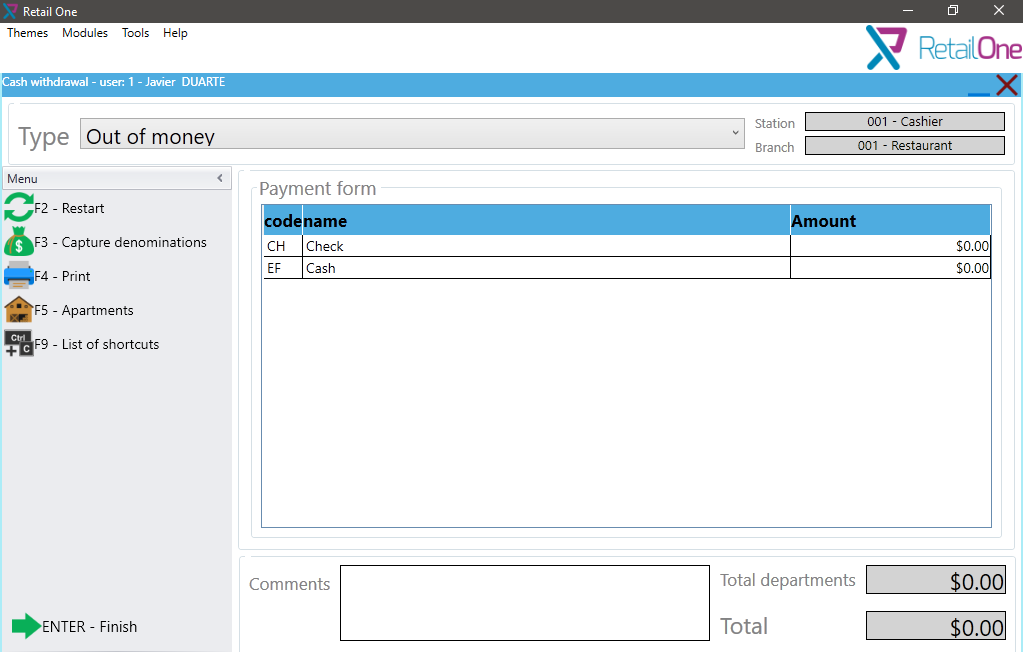 Retail One
Themes Modules Tools Help
RetailOne
Cash withdrawal - user: 1 - Javier DUARTE
Type Out of money
Station 001 - Cashier
Branch 001 - Restaurant
Menu
F2 - Restart
F3 - Capture denominations
F4 - Print
F5 - Apartments
Ctrl
+ C
F9 - List of shortcuts
ENTER - Finish
Payment form
code name Amount
CH Check $0.00
EF Cash $0.00
Comments
Total departments $0.00
Total $0.00